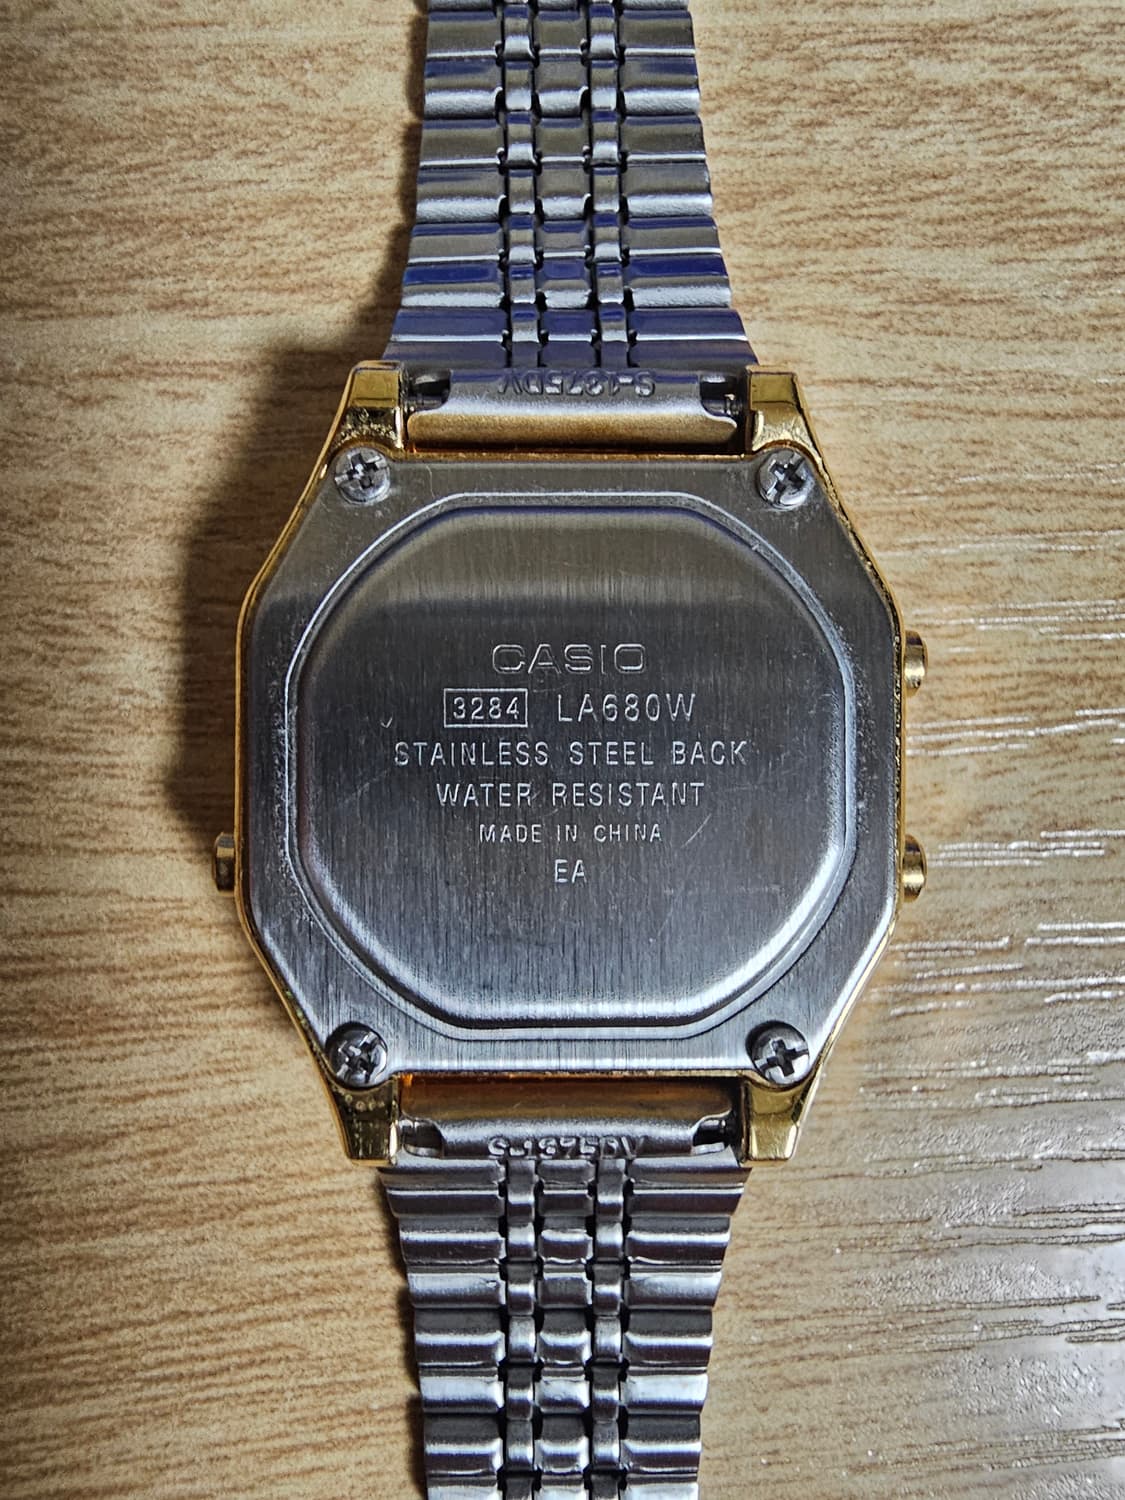 S-1375DV
CASIO
3284 LA680W
STAINLESS STEEL BACK
WATER RESISTANT
MADE IN CHINA
EA
S-1375DV